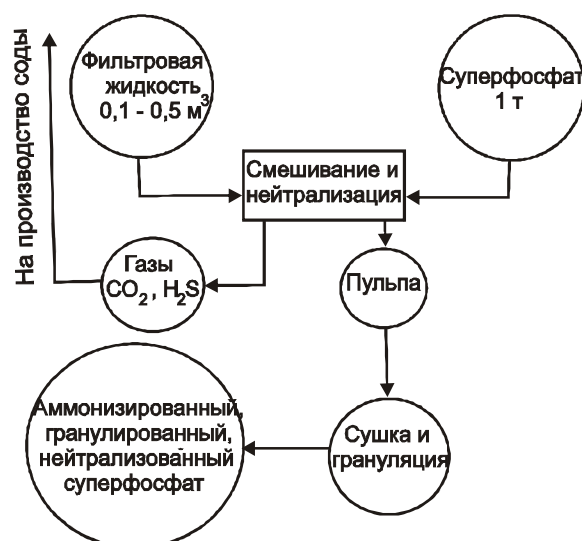 На производство соды
Фильтровая
жидкость
0,1 - 0,5 м³
Суперфосфат
1 т
Смешивание и
нейтрализация
Газы
CO₂, H₂S
Пульпа
Аммонизированный,
гранулированный,
нейтрализованный
суперфосфат
Сушка и
грануляция